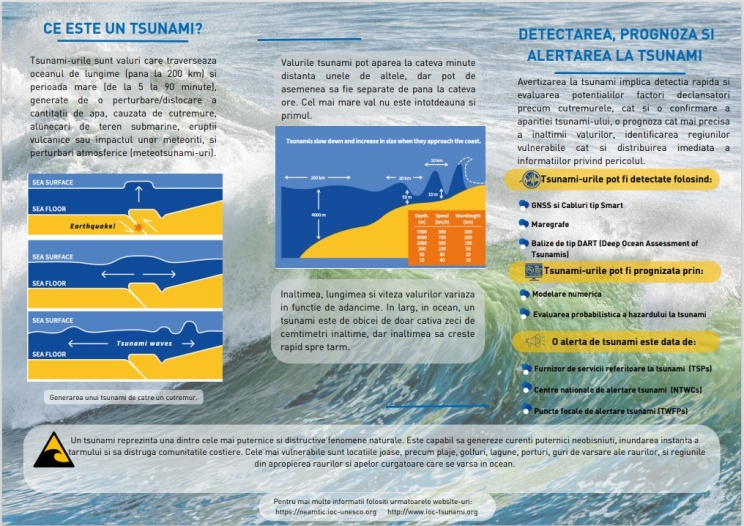 CE ESTE UN TSUNAMI?
Tsunami-urile sunt valuri care traverseaza
oceanul de lungime (pana la 200 km) si
perioada mare (de la 5 la 90 minute),
generate de o perturbare/dislocare a
cantitatii de apa, cauzata de cutremure,
alunecari de teren submarine, eruptii
vulcanice sau impactul unor meteoriti, si
perturbari atmosferice (meteotsunami-uri).
SEA SURFACE
SEA FLOOR
Earthquake!
SEA SURFACE
SEA FLOOR
SEA SURFACE
Tsunami waves
SEA FLOOR
Generarea unui tsunami de catre un cutremur.
Valurile tsunami pot aparea la cateva minute
distanta unele de altele, dar pot de
asemenea sa fie separate de pana la cateva
ore. Cel mai mare val nu este intotdeauna si
primul.
Tsunamis slow down and increase in size when they approach the coast.
200 km
20 km
10 km
4000 m
50 m
10 m
Depth. Speed Wavelenght
(m) (km/h) (km)
Inaltimea, lungimea si viteza valurilor variaza
in functie de adancime. In larg, in ocean, un
tsunami este de obicei de doar cativa zeci de
cemtimetri inaltime, dar inaltimea sa creste
rapid spre tarm.
DETECTAREA, PROGNOZA SI
ALERTAREA LA TSUNAMI
Avertizarea la tsunami implica detectia rapida si
evaluarea potentialilor factori declansatori
precum cutremurele, cat si o confirmare a
aparitiei tsunami-ului, o prognoza cat mai precisa
a inaltimii valurilor, identificarea regiunilor
vulnerabile cat si distribuirea imediata a
informatiilor privind pericolul.
Tsunami-urile pot fi detectate folosind:
GNSS si Cabluri tip Smart
Maregrafe
Balize de tip DART (Deep Ocean Assessment of
Tsunamis)
Tsunami-urile pot fi prognizata prin:
Modelare numerica
Evaluarea probabilistica a hazardului la tsunami
O alerta de tsunami este data de:
Furnizor de servicii referitoare la tsunami (TSPs)
Centre nationale de alertare tsunami (NTWCs)
Puncte focale de alertare tsunami (TWFPs)
Un tsunami reprezinta una dintre cele mai puternice si distructive fenomene naturale. Este capabil sa genereze curenti puternici neobisnuiti, inundarea instanta a
tarmului si sa distruga comunitatile costiere. Cele mai vulnerabile sunt locatiile joase, precum plaje, golfuri, lagune, porturi, guri de varsare ale raurilor, si regiunile
din apropierea raurilor si apelor curgatoare care se varsa in ocean.
Pentru mai multe informatii folositi urmatoarele website-uri:
https://neamtic.ioc-unesco.org http://www.ioc-tsunami.org